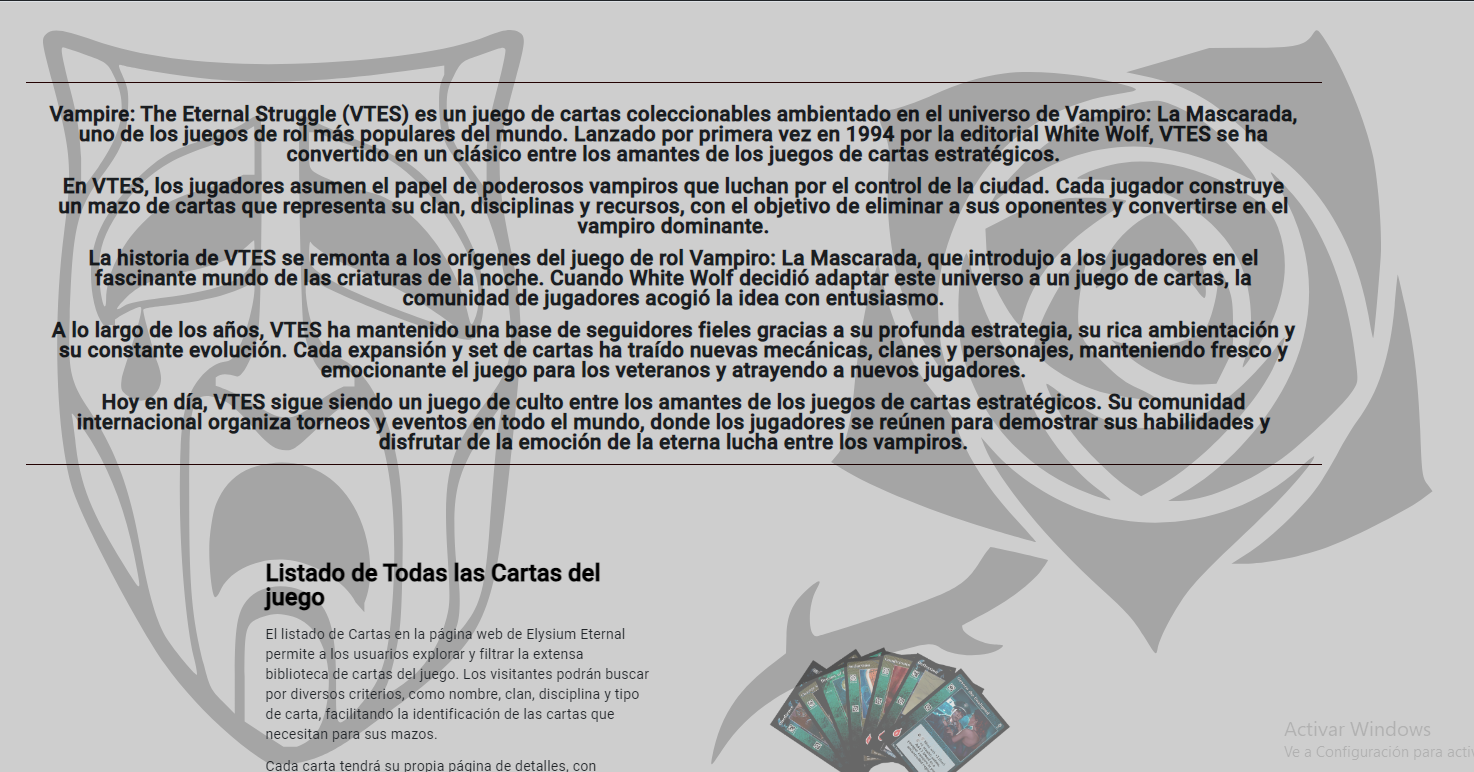 Vampire: The Eternal Struggle (VTES) es un juego de cartas coleccionables ambientado en el universo de Vampiro: La Mascarada,
uno de los juegos de rol más populares del mundo. Lanzado por primera vez en 1994 por la editorial White Wolf, VTES se ha
convertido en un clásico entre los amantes de los juegos de cartas estratégicos.
En VTES, los jugadores asumen el papel de poderosos vampiros que luchan por el control de la ciudad. Cada jugador construye
un mazo de cartas que representa su clan, disciplinas y recursos, con el objetivo de eliminar a sus oponentes y convertirse en el
vampiro dominante.
La historia de VTES se remonta a los orígenes del juego de rol Vampiro: La Mascarada, que introdujo a los jugadores en el
fascinante mundo de las criaturas de la noche. Cuando White Wolf decidió adaptar este universo a un juego de cartas, la
comunidad de jugadores acogió la idea con entusiasmo.
A lo largo de los años, VTES ha mantenido una base de seguidores fieles gracias a su profunda estrategia, su rica ambientación y
su constante evolución. Cada expansión y set de cartas ha traído nuevas mecánicas, clanes y personajes, manteniendo fresco y
emocionante el juego para los veteranos y atrayendo a nuevos jugadores.
Hoy en día, VTES sigue siendo un juego de culto entre los amantes de los juegos de cartas estratégicos. Su comunidad
internacional organiza torneos y eventos en todo el mundo, donde los jugadores se reúnen para demostrar sus habilidades y
disfrutar de la emoción de la eterna lucha entre los vampiros.
Listado de Todas las Cartas del
juego
El listado de Cartas en la página web de Elysium Eternal
permite a los usuarios explorar y filtrar la extensa
biblioteca de cartas del juego. Los visitantes podrán buscar
por diversos criterios, como nombre, clan, disciplina y tipo
de carta, facilitando la identificación de las cartas que
necesitan para sus mazos.
Cada carta tendrá su propia página de detalles, con
Activar Windows
Ve a Configuración para activ